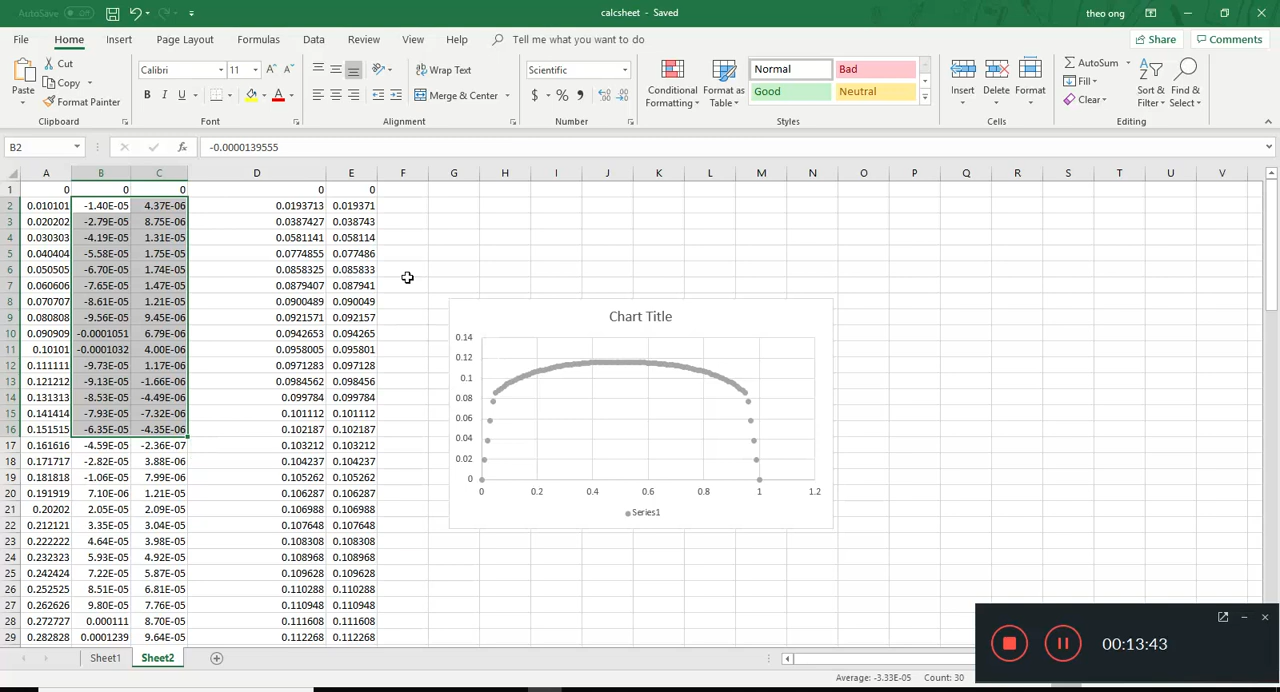 AutoSave Off calcsheet - Saved theo ong
File Home Insert Page Layout Formulas Data Review View Help Tell me what you want to do Share Comments
Paste Cut Copy Format Painter Clipboard
Calibri 11 A A B I U A Font
Wrap Text Merge & Center Alignment
Scientific $ % , Number
Conditional Formatting Format as Table Normal Bad Good Neutral Styles
Insert Delete Format Cells
AutoSum Fill Clear Sort & Filter Find & Select Editing
B2 fx -0.0000139555
A B C D E F G H I J K L M N O P Q R S T U V
1 0 0 0 0 0
2 0.010101 -1.40E-05 4.37E-06 0.0193713 0.019371
3 0.020202 -2.79E-05 8.75E-06 0.0387427 0.038743
4 0.030303 -4.19E-05 1.31E-05 0.0581141 0.058114
5 0.040404 -5.58E-05 1.75E-05 0.0774855 0.077486
6 0.050505 -6.70E-05 1.74E-05 0.0858325 0.085833
7 0.060606 -7.65E-05 1.47E-05 0.0879407 0.087941
8 0.070707 -8.61E-05 1.21E-05 0.0900489 0.090049
9 0.080808 -9.56E-05 9.45E-06 0.0921571 0.092157
10 0.090909 -0.0001051 6.79E-06 0.0942653 0.094265
11 0.10101 -0.0001032 4.00E-06 0.0958005 0.095801
12 0.111111 -9.73E-05 1.17E-06 0.0971283 0.097128
13 0.121212 -9.13E-05 -1.66E-06 0.0984562 0.098456
14 0.131313 -8.53E-05 -4.49E-06 0.099784 0.099784
15 0.141414 -7.93E-05 -7.32E-06 0.101112 0.101112
16 0.151515 -6.35E-05 -4.35E-06 0.102187 0.102187
17 0.161616 -4.59E-05 -2.36E-07 0.103212 0.103212
18 0.171717 -2.82E-05 3.88E-06 0.104237 0.104237
19 0.181818 -1.06E-05 7.99E-06 0.105262 0.105262
20 0.191919 7.10E-06 1.21E-05 0.106287 0.106287
21 0.20202 2.05E-05 2.09E-05 0.106988 0.106988
22 0.212121 3.35E-05 3.04E-05 0.107648 0.107648
23 0.222222 4.64E-05 3.98E-05 0.108308 0.108308
24 0.232323 5.93E-05 4.92E-05 0.108968 0.108968
25 0.242424 7.22E-05 5.87E-05 0.109628 0.109628
26 0.252525 8.51E-05 6.81E-05 0.110288 0.110288
27 0.262626 9.80E-05 7.76E-05 0.110948 0.110948
28 0.272727 0.000111 8.70E-05 0.111608 0.111608
29 0.282828 0.0001239 9.64E-05 0.112268 0.112268
Chart Title
0.14
0.12
0.1
0.08
0.06
0.04
0.02
0
0 0.2 0.4 0.6 0.8 1 1.2
Series1
00:13:43
Sheet1 Sheet2
Average: -3.33E-05 Count: 30